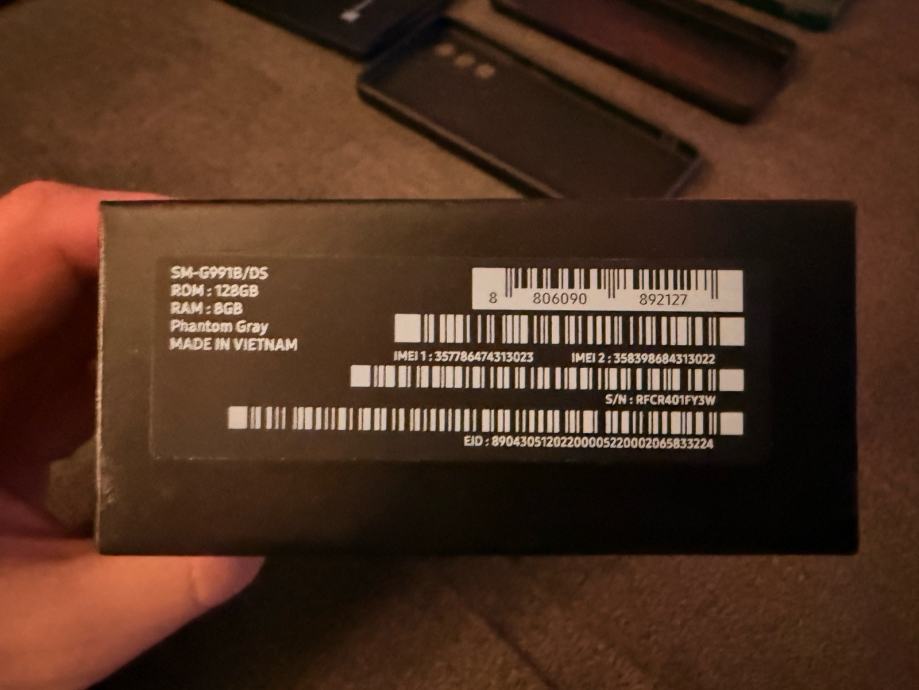 SM-G991B/DS
ROM : 128GB
RAM : 8GB
Phantom Gray
MADE IN VIETNAM
8 806090 892127
IMEI 1 : 357786474313023 IMEI 2 : 358398684313022
S/N : RFCR401FY3W
EID : 89043051202200005220002065833224